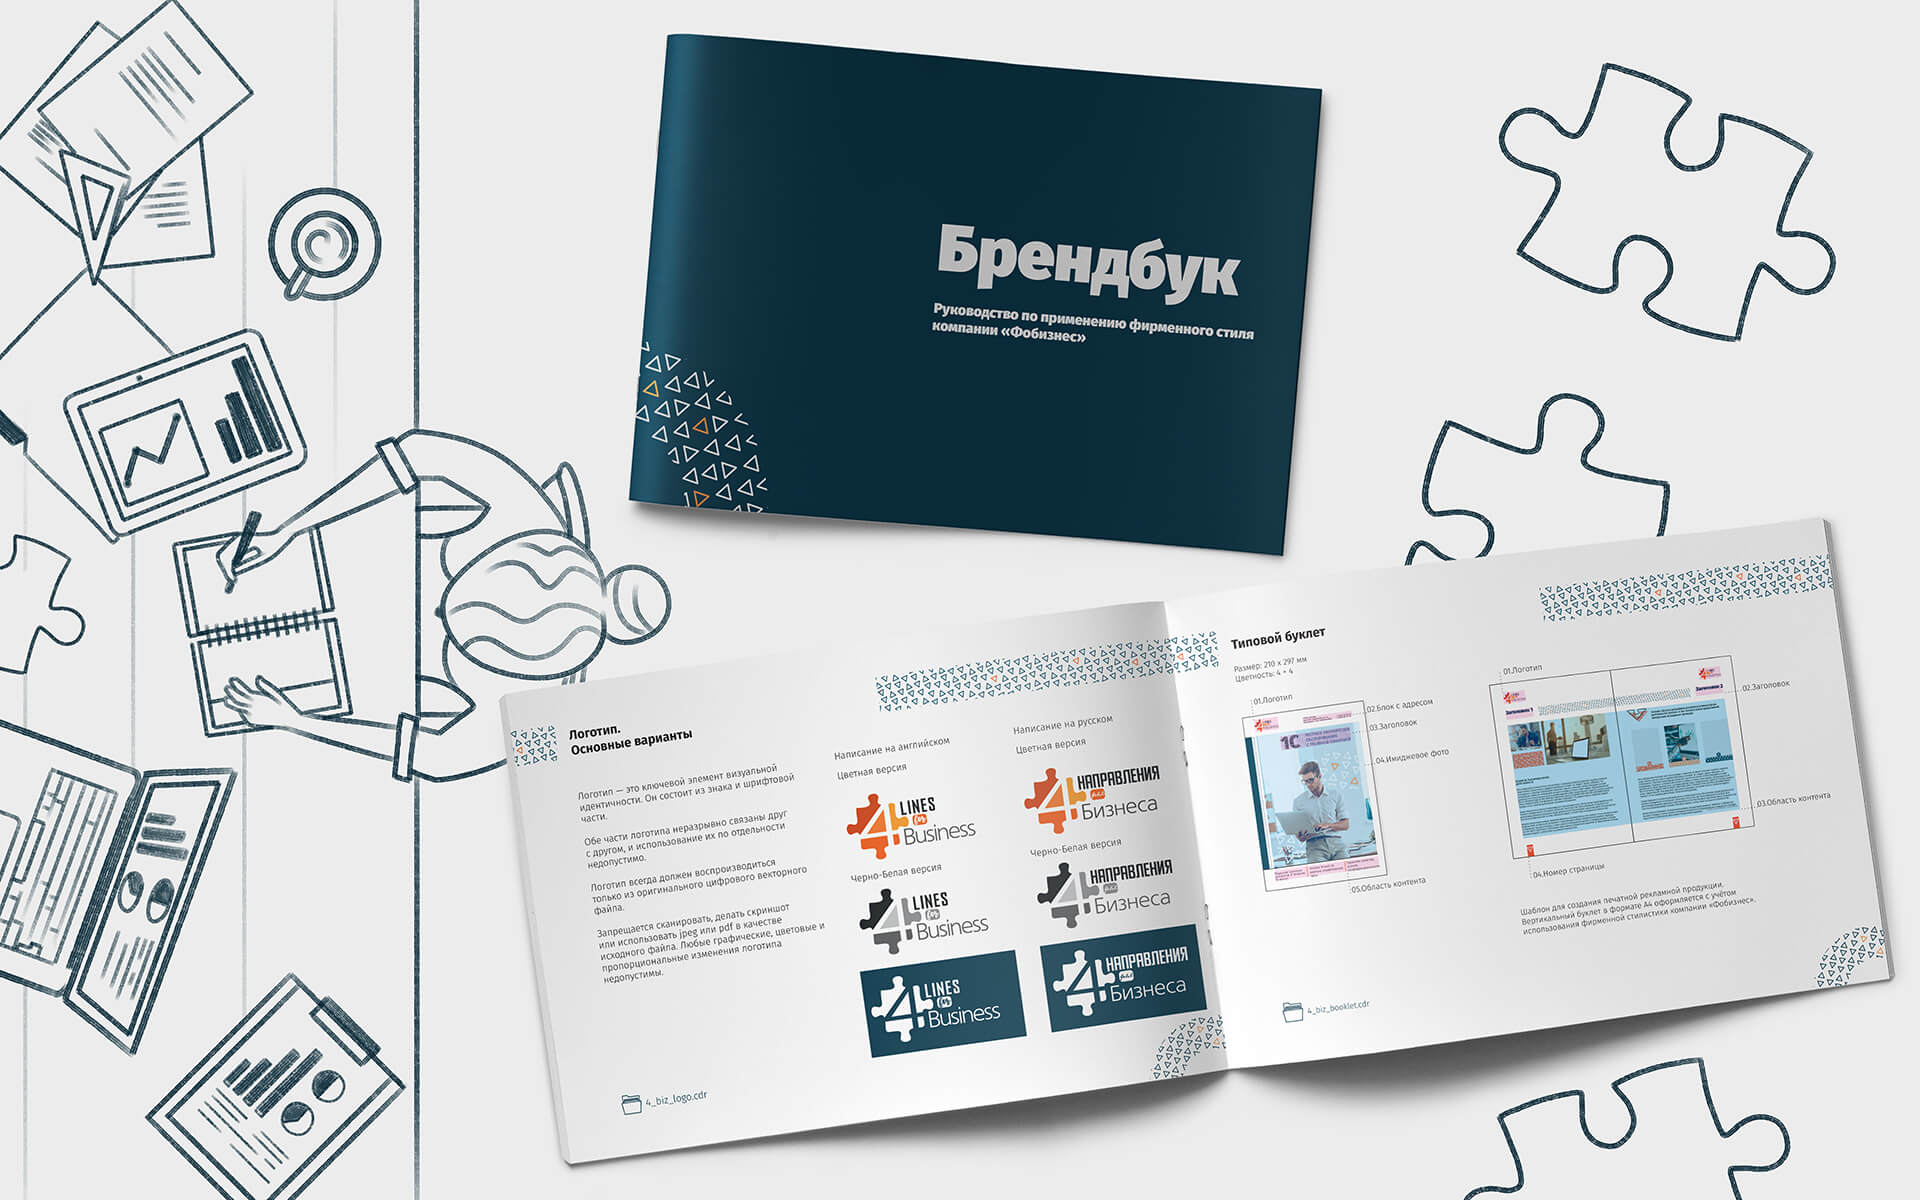 Брендбук
Руководство по применению фирменного стиля
компании «Фобизнес»
Логотип.
Основные варианты
Логотип — это ключевой элемент визуальной
идентичности. Он состоит из знака и шрифтовой
части.
Обе части логотипа неразрывно связаны друг
с другом, и использование их по отдельности
недопустимо.
Логотип всегда должен воспроизводиться
только из оригинального цифрового векторного
файла.
Запрещается сканировать, делать скриншот
или использовать jpeg или pdf в качестве
исходного файла. Любые графические, цветовые и
пропорциональные изменения логотипа
недопустимы.
4_biz_logo.cdr
Написание на английском
Цветная версия
4 LINES
for
Business
Черно-Белая версия
4 LINES
for
Business
4 LINES
for
Business
Написание на русском
Цветная версия
4 НАПРАВЛЕНИЯ
для
Бизнеса
Черно-Белая версия
4 НАПРАВЛЕНИЯ
для
Бизнеса
4 НАПРАВЛЕНИЯ
для
Бизнеса
Типовой буклет
Размер: 210 x 297 мм
Цветность: 4 + 4
01.Логотип
02.Блок с адресом
03.Заголовок
04.Имиджевое фото
05.Область контента
1С
01.Логотип
02.Заголовок
Заголовок 1
Заголовок 2
03.Область контента
04.Номер страницы
Шаблон для создания печатной рекламной продукции.
Вертикальный буклет в формате А4 оформляется с учётом
использования фирменной стилистики компании «Фобизнес».
4_biz_booklet.cdr